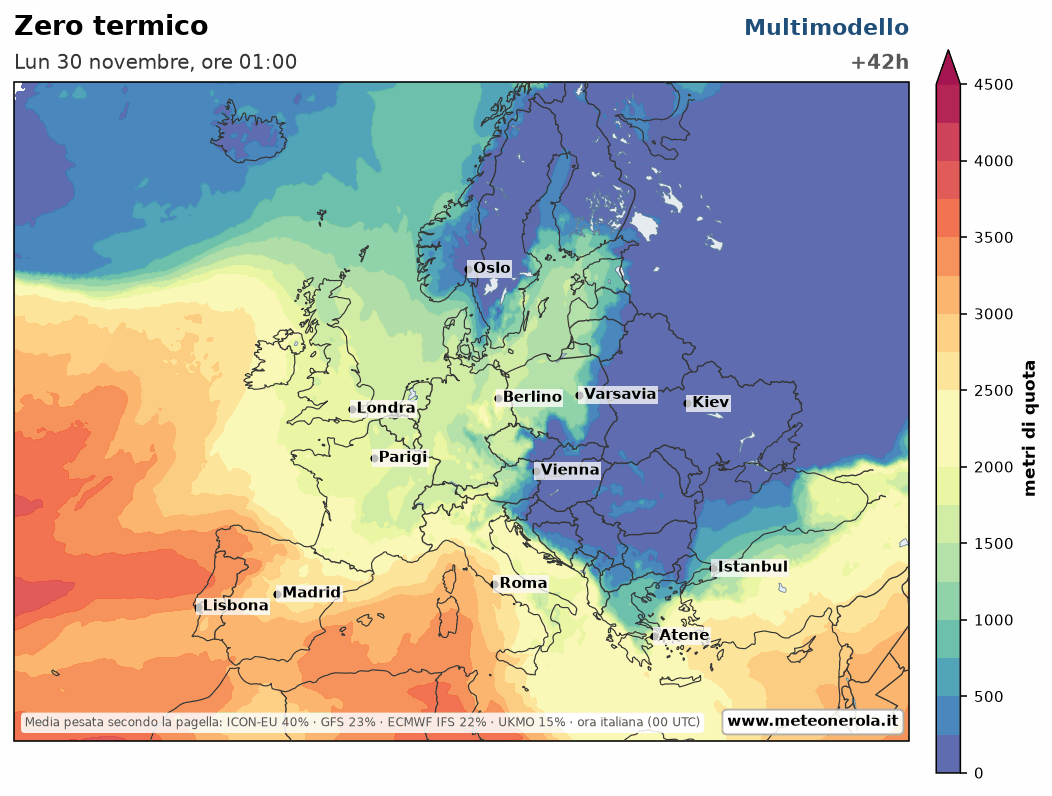 Zero termico
Multimodello
Lun 30 novembre, ore 01:00
+42h
4500
4000
3500
3000
2500
2000
1500
1000
500
0
metri di quota
Oslo
Berlino
Varsavia
Kiev
Londra
Parigi
Vienna
Istanbul
Roma
Madrid
Lisbona
Atene
Media pesata secondo la pagella: ICON-EU 40% · GFS 23% · ECMWF IFS 22% · UKMO 15% · ora italiana (00 UTC)
www.meteonerola.it